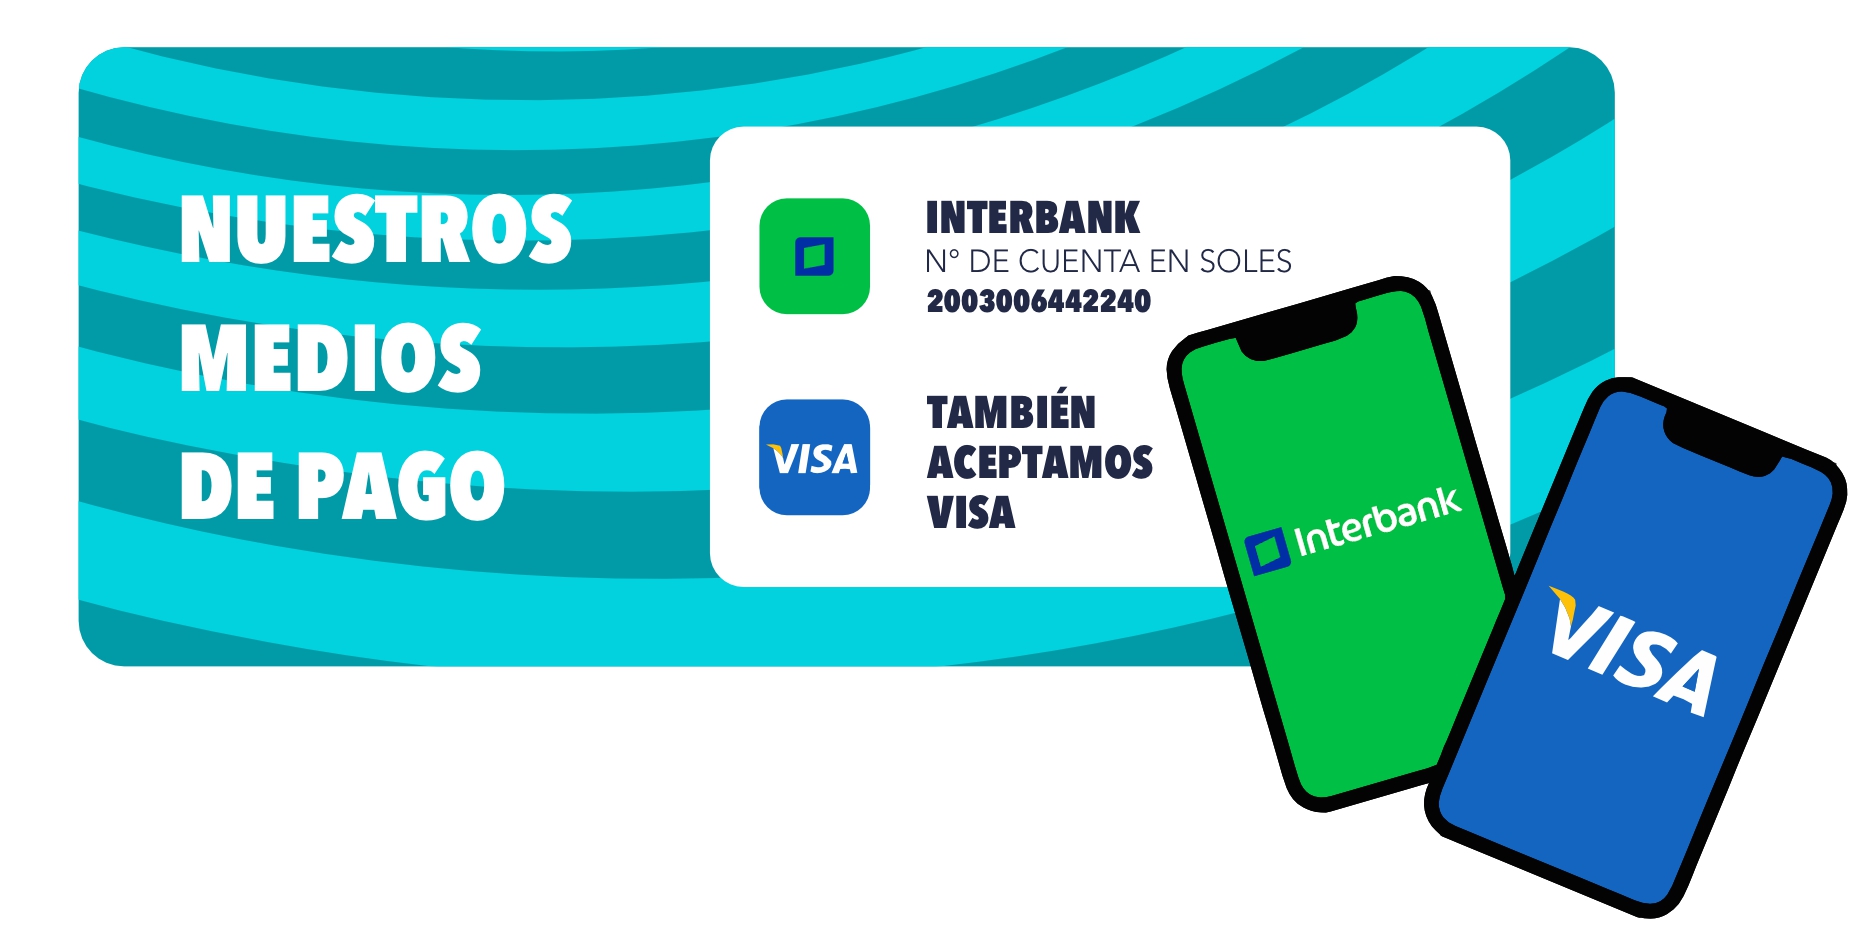 NUESTROS
MEDIOS
DE PAGO
INTERBANK
N° DE CUENTA EN SOLES
2003006442240
VISA
TAMBIÉN
ACEPTAMOS
VISA
Interbank
VISA